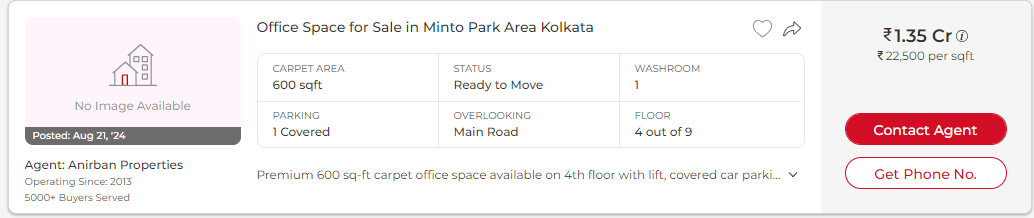 Office Space for Sale in Minto Park Area Kolkata
No Image Available
Posted: Aug 21, '24
Agent: Anirban Properties
Operating Since: 2013
5000+ Buyers Served
CARPET AREA
600 sqft
STATUS
Ready to Move
WASHROOM
1
PARKING
1 Covered
OVERLOOKING
Main Road
FLOOR
4 out of 9
Premium 600 sq-ft carpet office space available on 4th floor with lift, covered car parki...
₹1.35 Cr
₹ 22,500 per sqft
Contact Agent
Get Phone No.